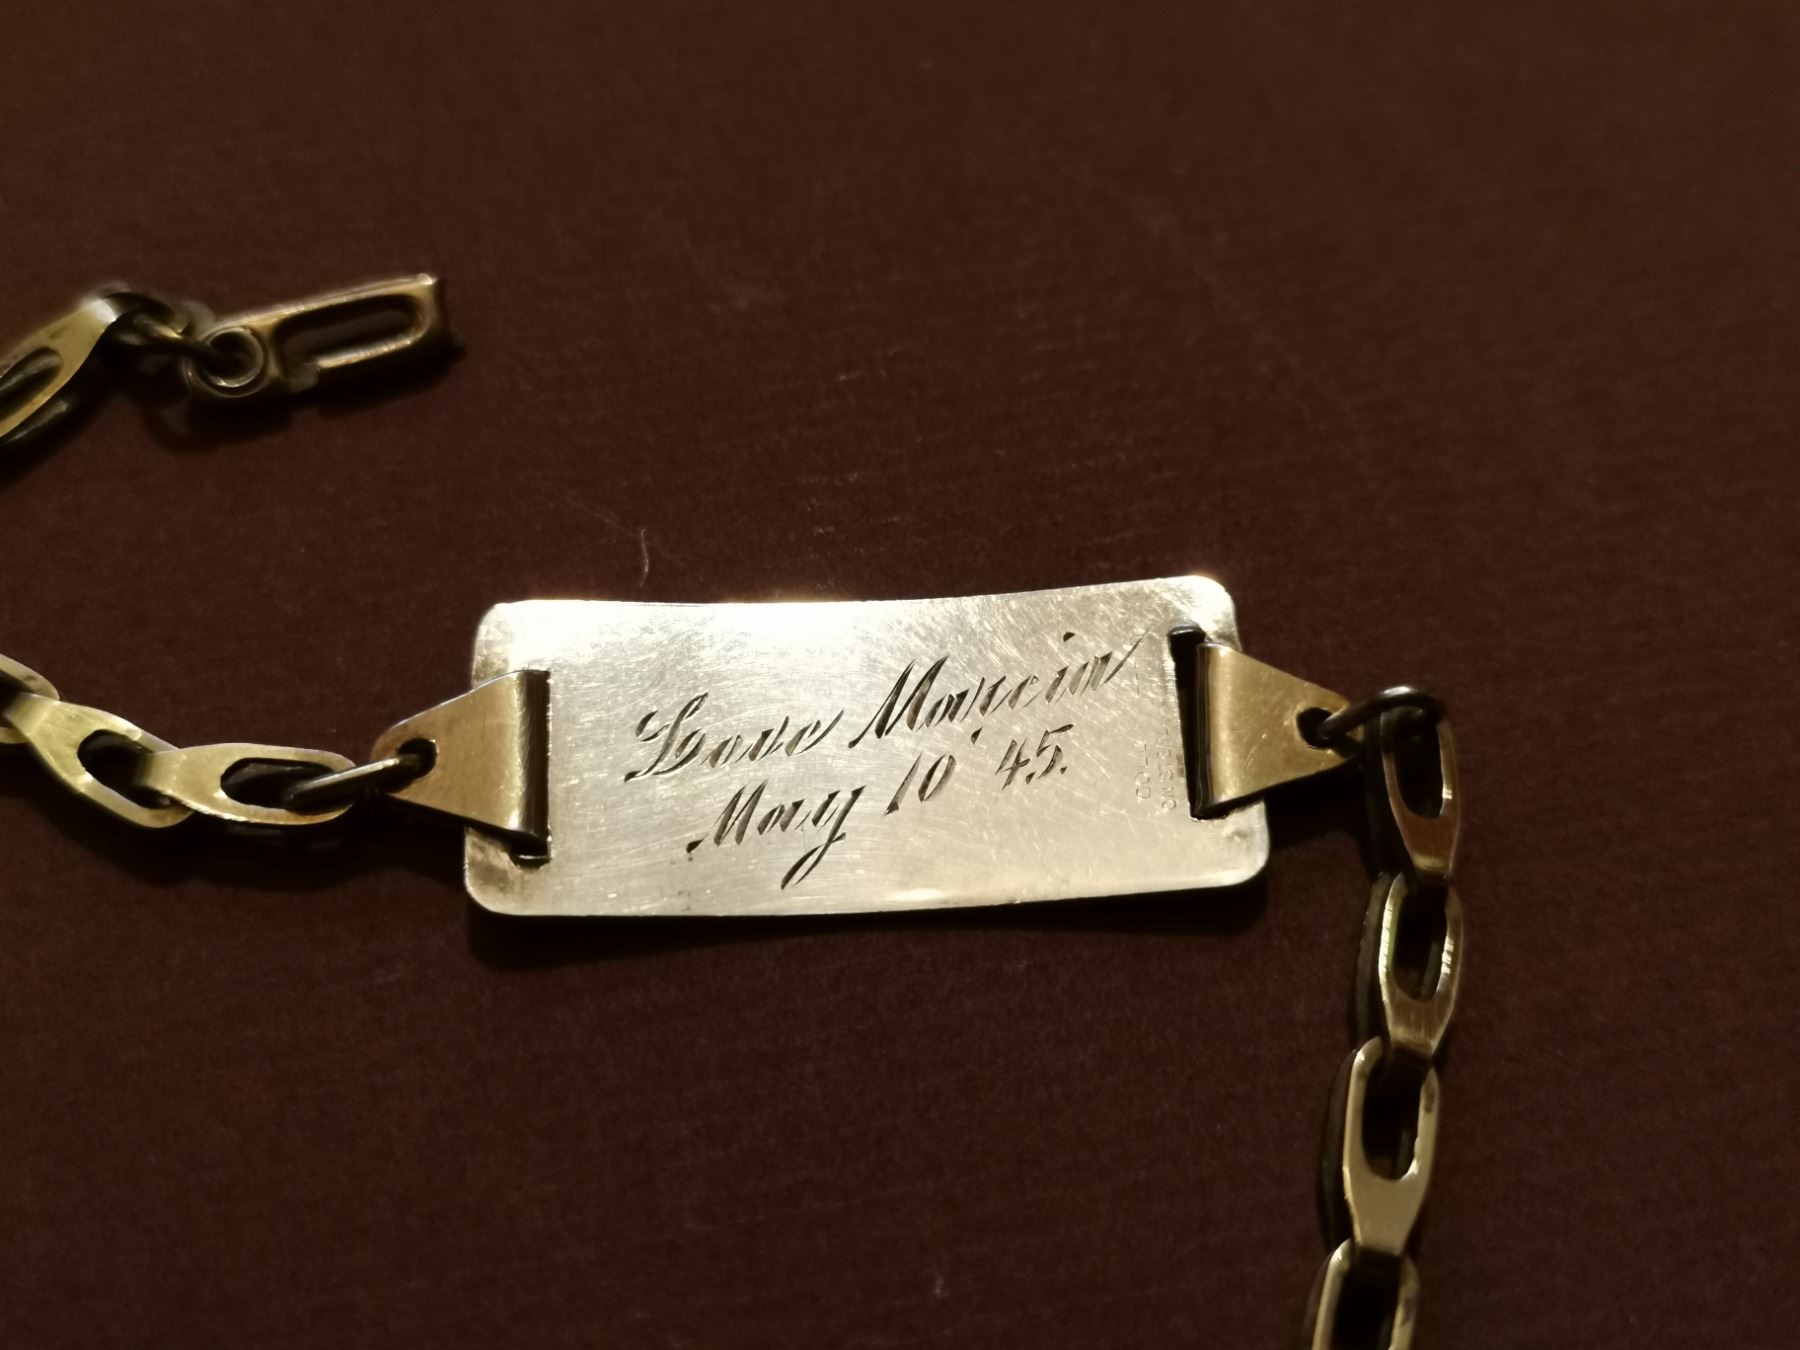 Love Marcia
May 10' 45.